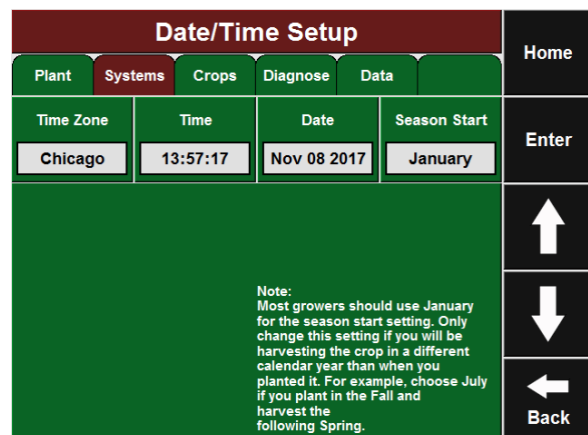 Date/Time Setup
Home
Plant Systems Crops Diagnose Data
Time Zone Time Date Season Start
Chicago 13:57:17 Nov 08 2017 January
Enter
Note:
Most growers should use January
for the season start setting. Only
change this setting if you will be
harvesting the crop in a different
calendar year than when you
planted it. For example, choose July
if you plant in the Fall and
harvest the
following Spring.
Back